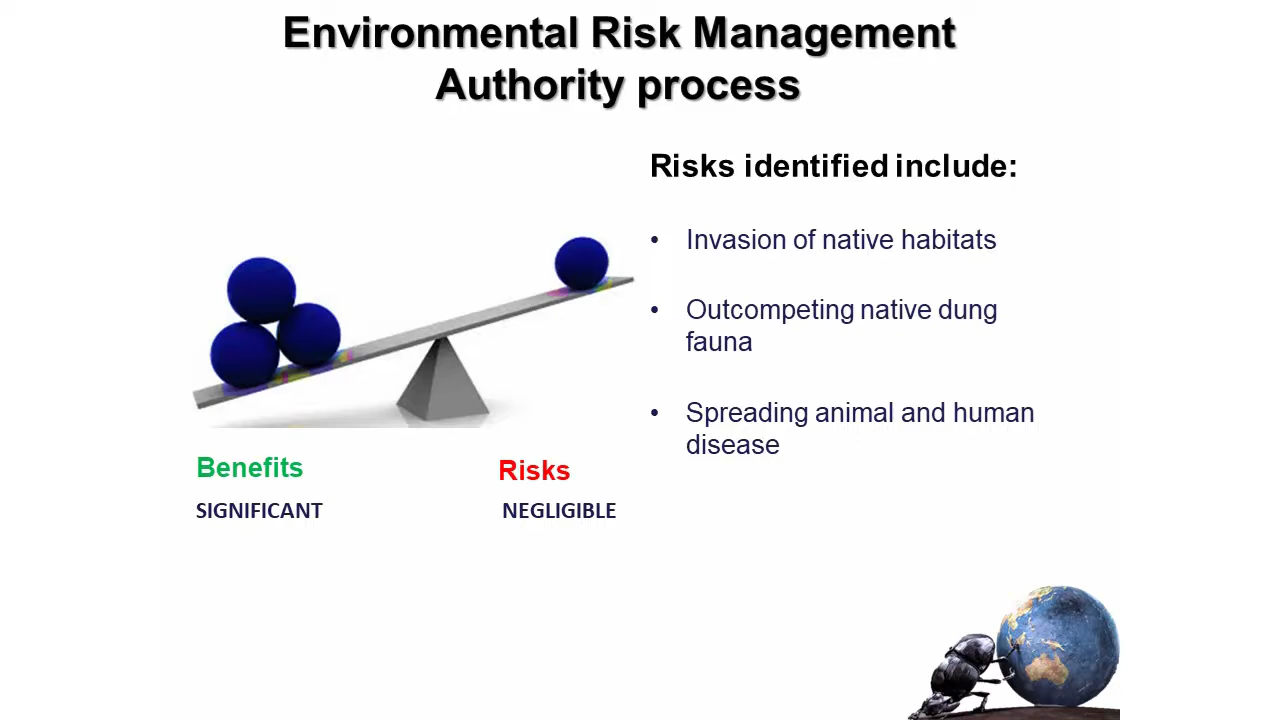 Environmental Risk Management
Authority process
Risks identified include:
• Invasion of native habitats
• Outcompeting native dung
fauna
• Spreading animal and human
disease
Benefits
Risks
SIGNIFICANT
NEGLIGIBLE